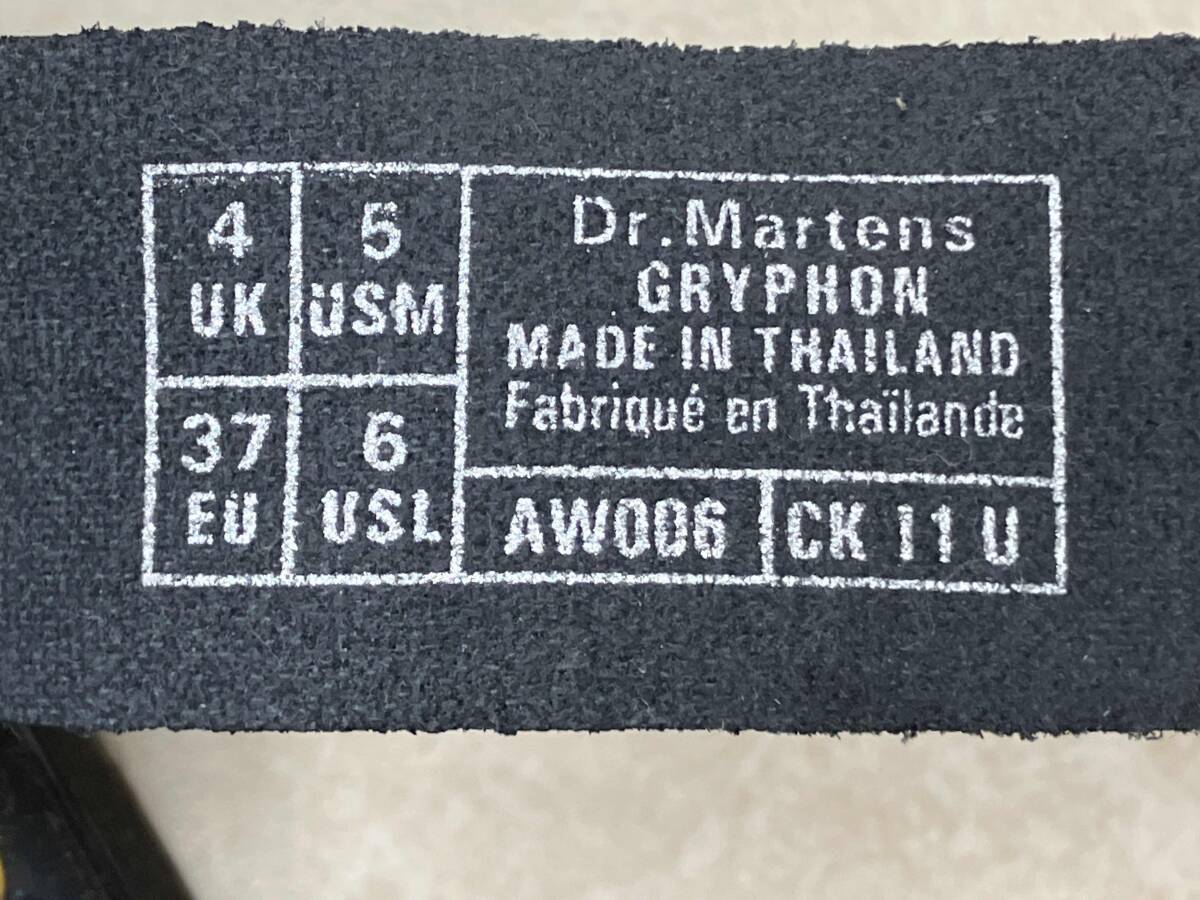 4
UK
5
USM
37
EU
6
USL
Dr.Martens
GRYPHON
MADE IN THAILAND
Fabriqué en Thaïlande
AW006
CK 11 U